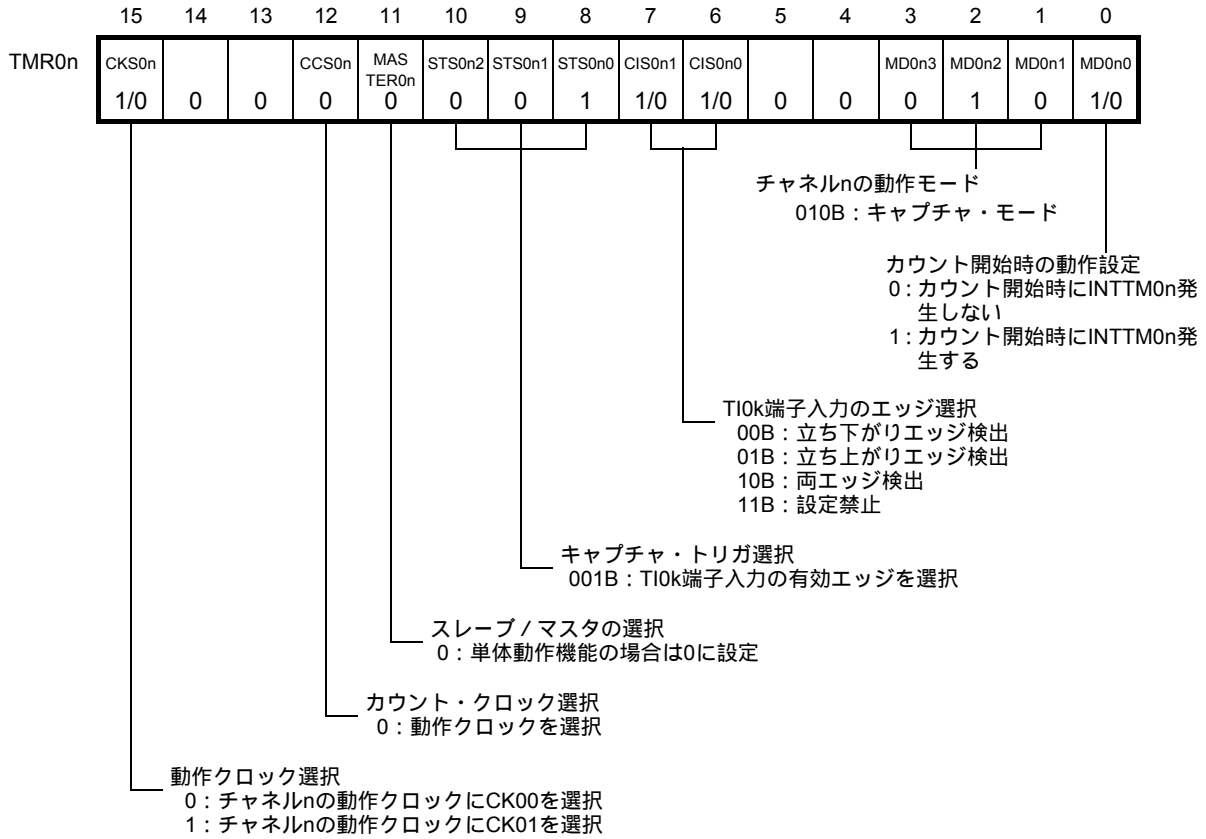 15 14 13 12 11 10 9 8 7 6 5 4 3 2 1 0
TMR0n CKS0n CCS0n MAS TER0n STS0n2 STS0n1 STS0n0 CIS0n1 CIS0n0 MD0n3 MD0n2 MD0n1 MD0n0
1/0 0 0 0 0 0 0 1 1/0 1/0 0 0 0 1 0 1/0
チャネルnの動作モード
010B：キャプチャ・モード
カウント開始時の動作設定
0：カウント開始時にINTTM0n発
生しない
1：カウント開始時にINTTM0n発
生する
TI0k端子入力のエッジ選択
00B：立ち下がりエッジ検出
01B：立ち上がりエッジ検出
10B：両エッジ検出
11B：設定禁止
キャプチャ・トリガ選択
001B：TI0k端子入力の有効エッジを選択
スレーブ／マスタの選択
0：単体動作機能の場合は0に設定
カウント・クロック選択
0：動作クロックを選択
動作クロック選択
0：チャネルnの動作クロックにCK00を選択
1：チャネルnの動作クロックにCK01を選択